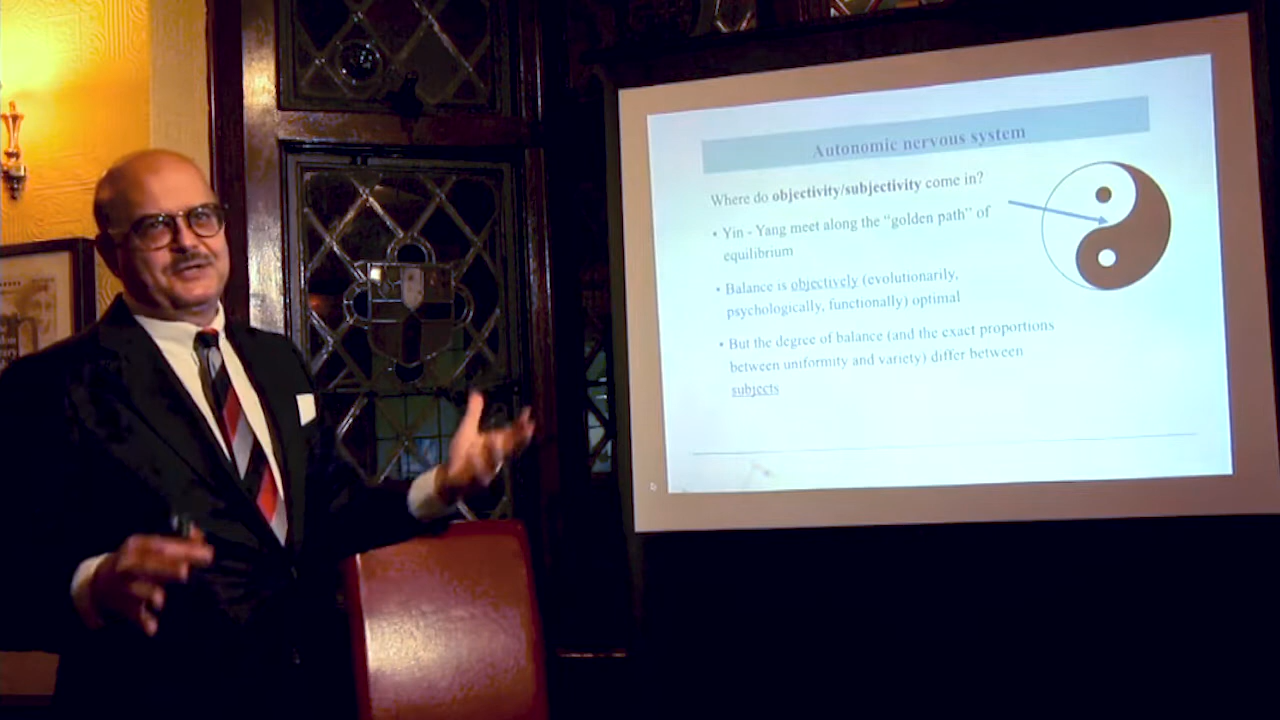 Autonomic nervous system
Where do objectivity/subjectivity come in?
• Yin - Yang meet along the “golden path” of
equilibrium
• Balance is objectively (evolutionarily,
psychologically, functionally) optimal
• But the degree of balance (and the exact proportions
between uniformity and variety) differ between
subjects